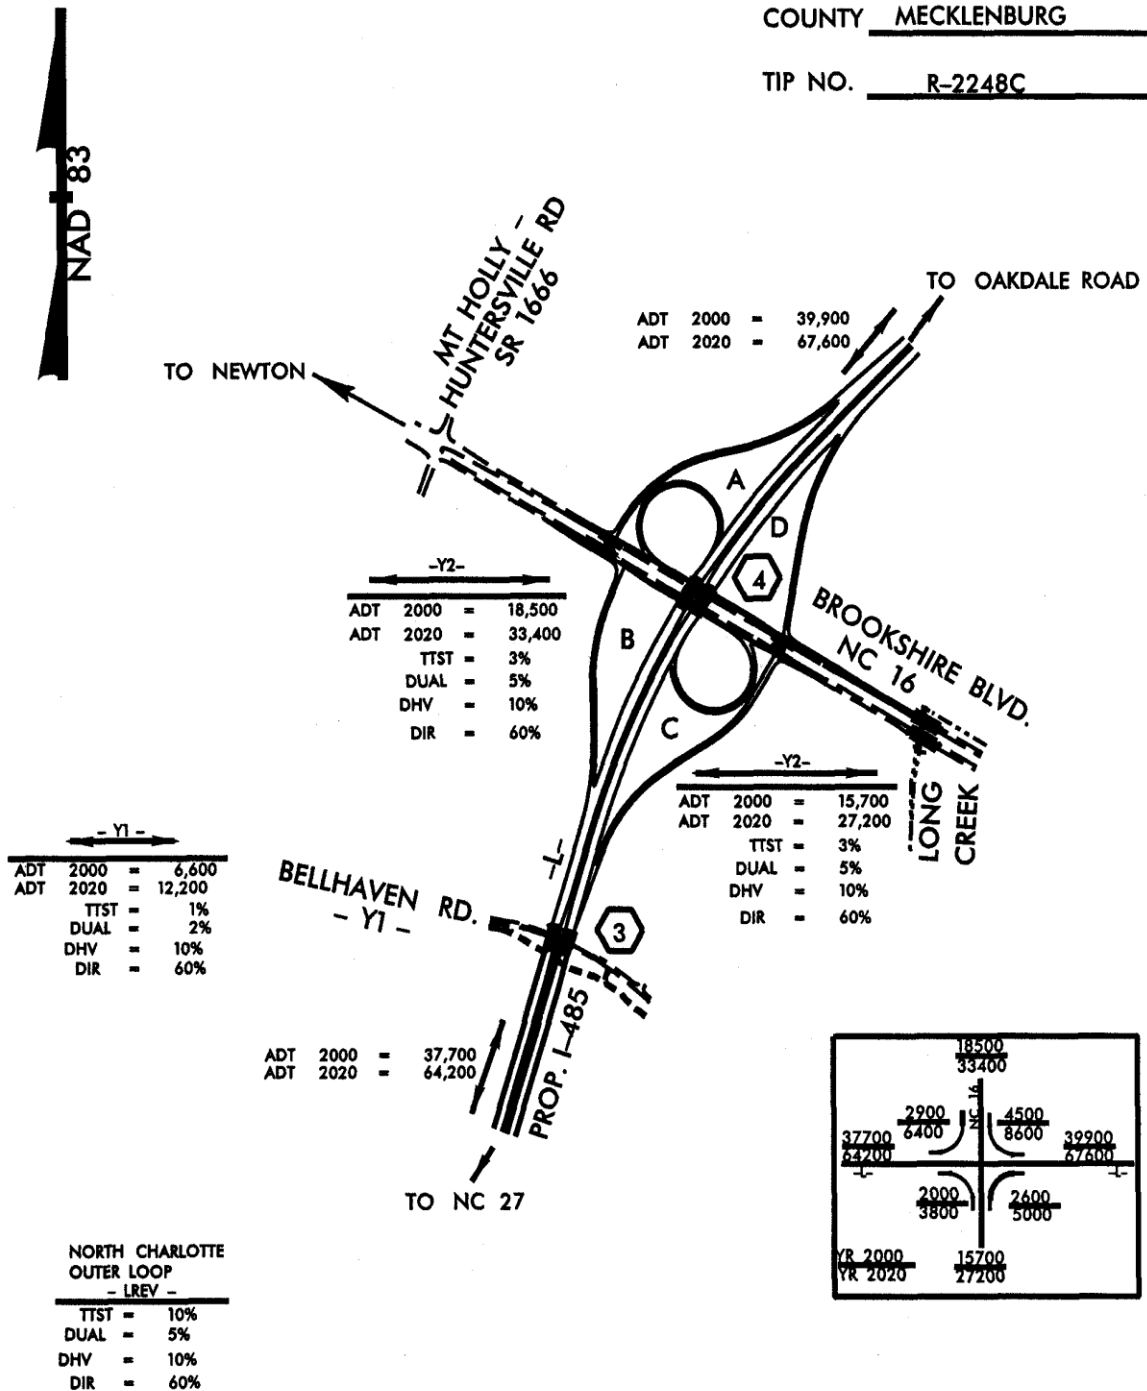 COUNTY MECKLENBURG
TIP NO. R-2248C
NAD 83
MT HOLLY -
HUNTERSVILLE RD
SR 1666
TO NEWTON
TO OAKDALE ROAD
ADT 2000 = 39,900
ADT 2020 = 67,600
A
D
4
B
C
BROOKSHIRE BLVD.
NC 16
-Y2-
ADT 2000 = 18,500
ADT 2020 = 33,400
TTST = 3%
DUAL = 5%
DHV = 10%
DIR = 60%
-Y2-
ADT 2000 = 15,700
ADT 2020 = 27,200
TTST = 3%
DUAL = 5%
DHV = 10%
DIR = 60%
LONG
CREEK
- Y1 -
ADT 2000 = 6,600
ADT 2020 = 12,200
TTST = 1%
DUAL = 2%
DHV = 10%
DIR = 60%
-L-
BELLHAVEN RD.
- Y1 -
3
PROP. I-485
ADT 2000 = 37,700
ADT 2020 = 64,200
TO NC 27
18500
33400
NC 16
2900
6400
4500
8600
37700
64200
39900
67600
-L-
-L-
2000
3800
2600
5000
YR 2000
YR 2020
15700
27200
NORTH CHARLOTTE
OUTER LOOP
- LREV -
TTST = 10%
DUAL = 5%
DHV = 10%
DIR = 60%